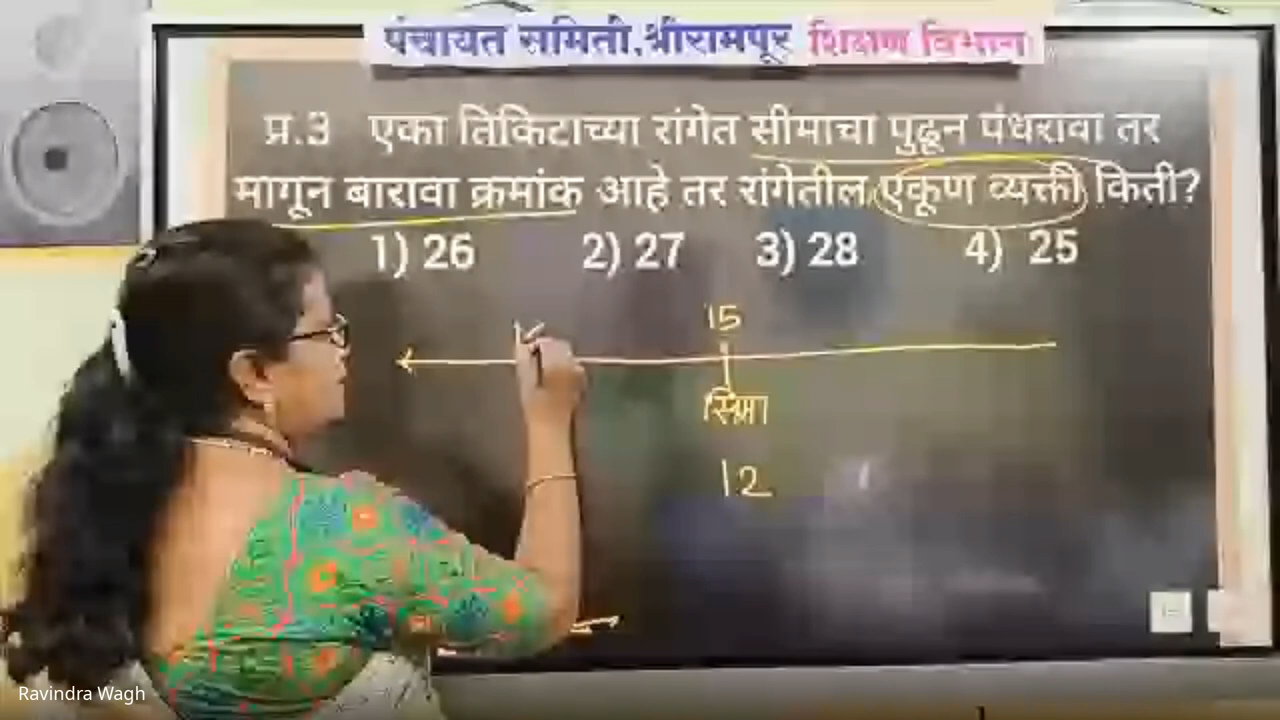 पंचायत समिती.श्रीरामपूर शिक्षण विभाग
प्र.3 एका तिकिटाच्या रांगेत सीमाचा पुढून पंधरावा तर
मागून बारावा क्रमांक आहे तर रांगेतील एकूण व्यक्ती किती?
1) 26 2) 27 3) 28 4) 25
15
सिमा
12
Ravindra Wagh